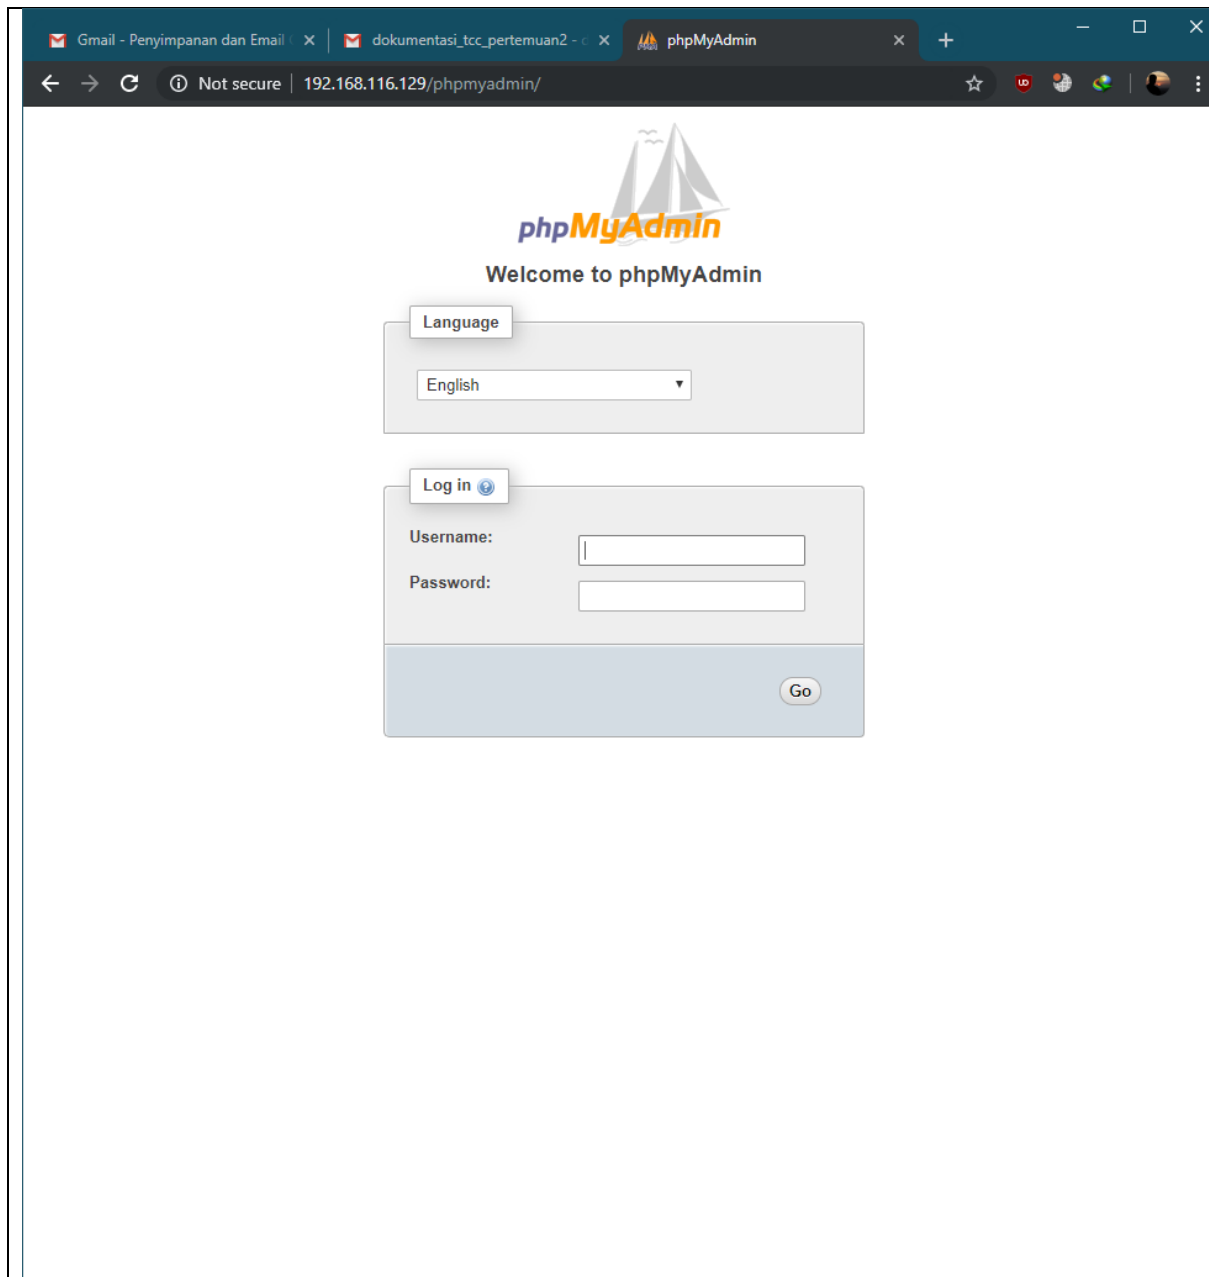 Gmail - Penyimpanan dan Email
dokumentasi_tcc_pertemuan2 -
phpMyAdmin
Not secure
192.168.116.129/phpmyadmin/
phpMyAdmin
Welcome to phpMyAdmin
Language
English
Log in
Username:
Password:
Go